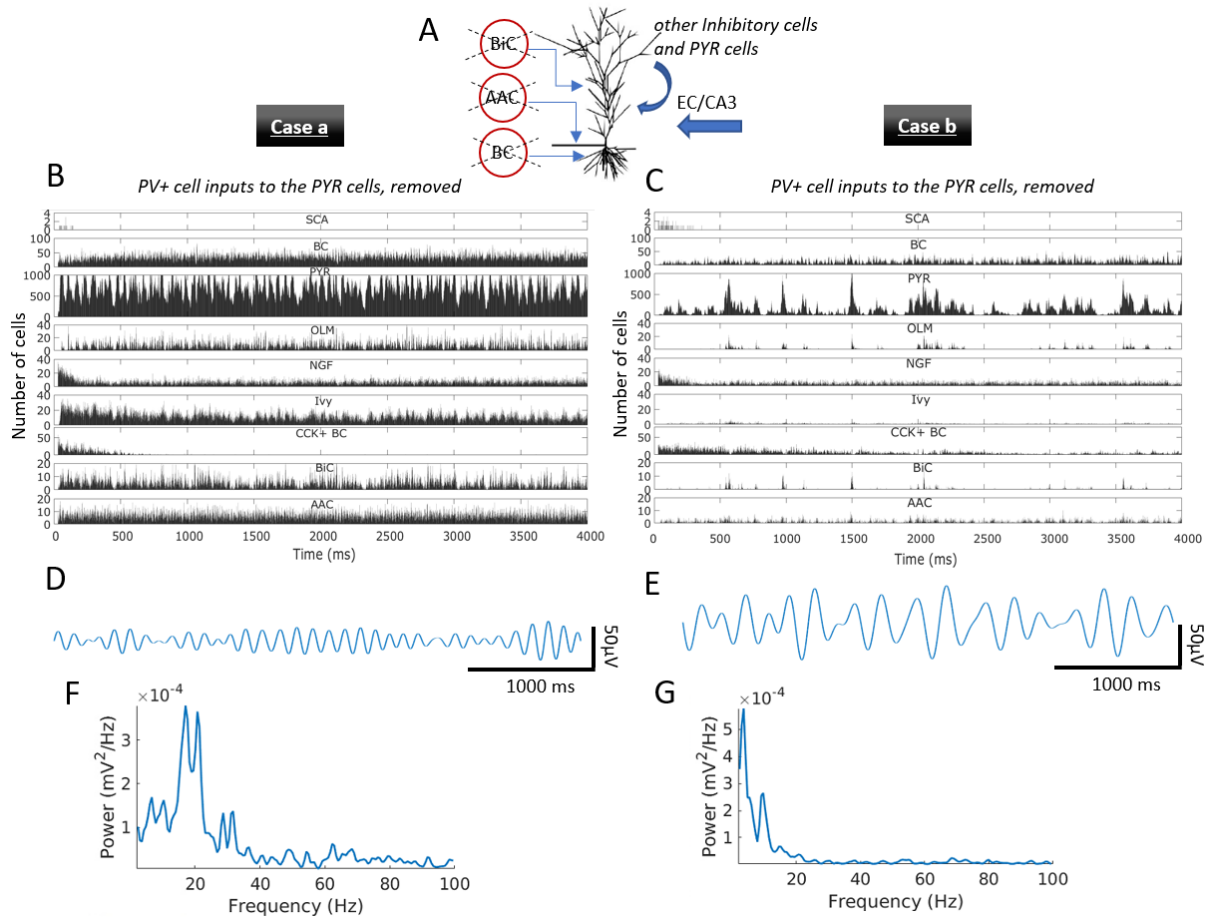 A
BiC
AAC
BC
other Inhibitory cells
and PYR cells
EC/CA3
Case a
Case b
B
PV+ cell inputs to the PYR cells, removed
Number of cells
SCA
4
2
0
BC
100
50
0
PYR
1000
500
0
OLM
40
20
0
NGF
40
20
0
Ivy
40
20
0
CCK+ BC
50
0
BiC
20
10
0
AAC
20
10
0
0 500 1000 1500 2000 2500 3000 3500 4000
Time (ms)
C
PV+ cell inputs to the PYR cells, removed
Number of cells
SCA
4
2
0
BC
100
50
0
PYR
1000
500
0
OLM
40
20
0
NGF
40
20
0
Ivy
40
20
0
CCK+ BC
50
0
BiC
20
10
0
AAC
20
10
0
0 500 1000 1500 2000 2500 3000 3500 4000
Time (ms)
D
50µV
1000 ms
E
50µV
1000 ms
F
×10⁻⁴
Power (mV²/Hz)
3
2
1
20 40 60 80 100
Frequency (Hz)
G
×10⁻⁴
Power (mV²/Hz)
5
4
3
2
1
20 40 60 80 100
Frequency (Hz)